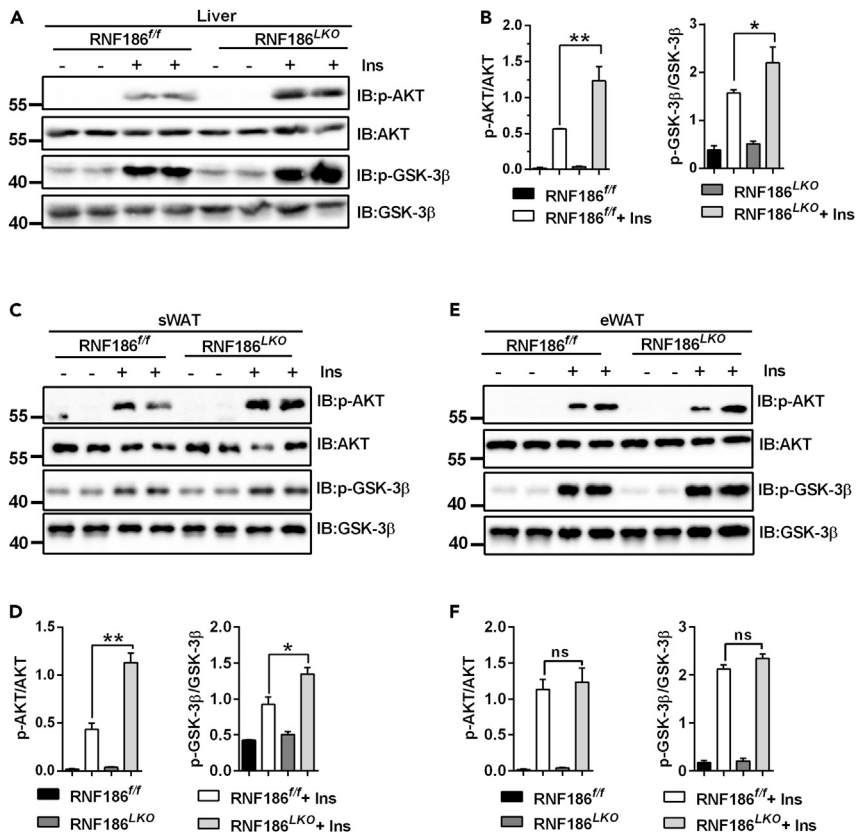 A
Liver
RNF186f/f RNF186LKO
- - + + - - + + Ins
55 IB:p-AKT
55 IB:AKT
40 IB:p-GSK-3β
40 IB:GSK-3β
B
p-AKT/AKT
2.0
1.5
1.0
0.5
0.0
**
p-GSK-3β/GSK-3β
3
2
1
0
*
RNF186f/f
RNF186f/f+ Ins
RNF186LKO
RNF186LKO+ Ins
C
sWAT
RNF186f/f RNF186LKO
- - + + - - + + Ins
55 IB:p-AKT
55 IB:AKT
40 IB:p-GSK-3β
40 IB:GSK-3β
E
eWAT
RNF186f/f RNF186LKO
- - + + - - + + Ins
55 IB:p-AKT
55 IB:AKT
40 IB:p-GSK-3β
40 IB:GSK-3β
D
p-AKT/AKT
1.5
1.0
0.5
0.0
**
p-GSK-3β/GSK-3β
2.0
1.5
1.0
0.5
0.0
*
RNF186f/f RNF186f/f+ Ins
RNF186LKO RNF186LKO+ Ins
F
p-AKT/AKT
2.0
1.5
1.0
0.5
0.0
ns
p-GSK-3β/GSK-3β
3
2
1
0
ns
RNF186f/f RNF186f/f+ Ins
RNF186LKO RNF186LKO+ Ins